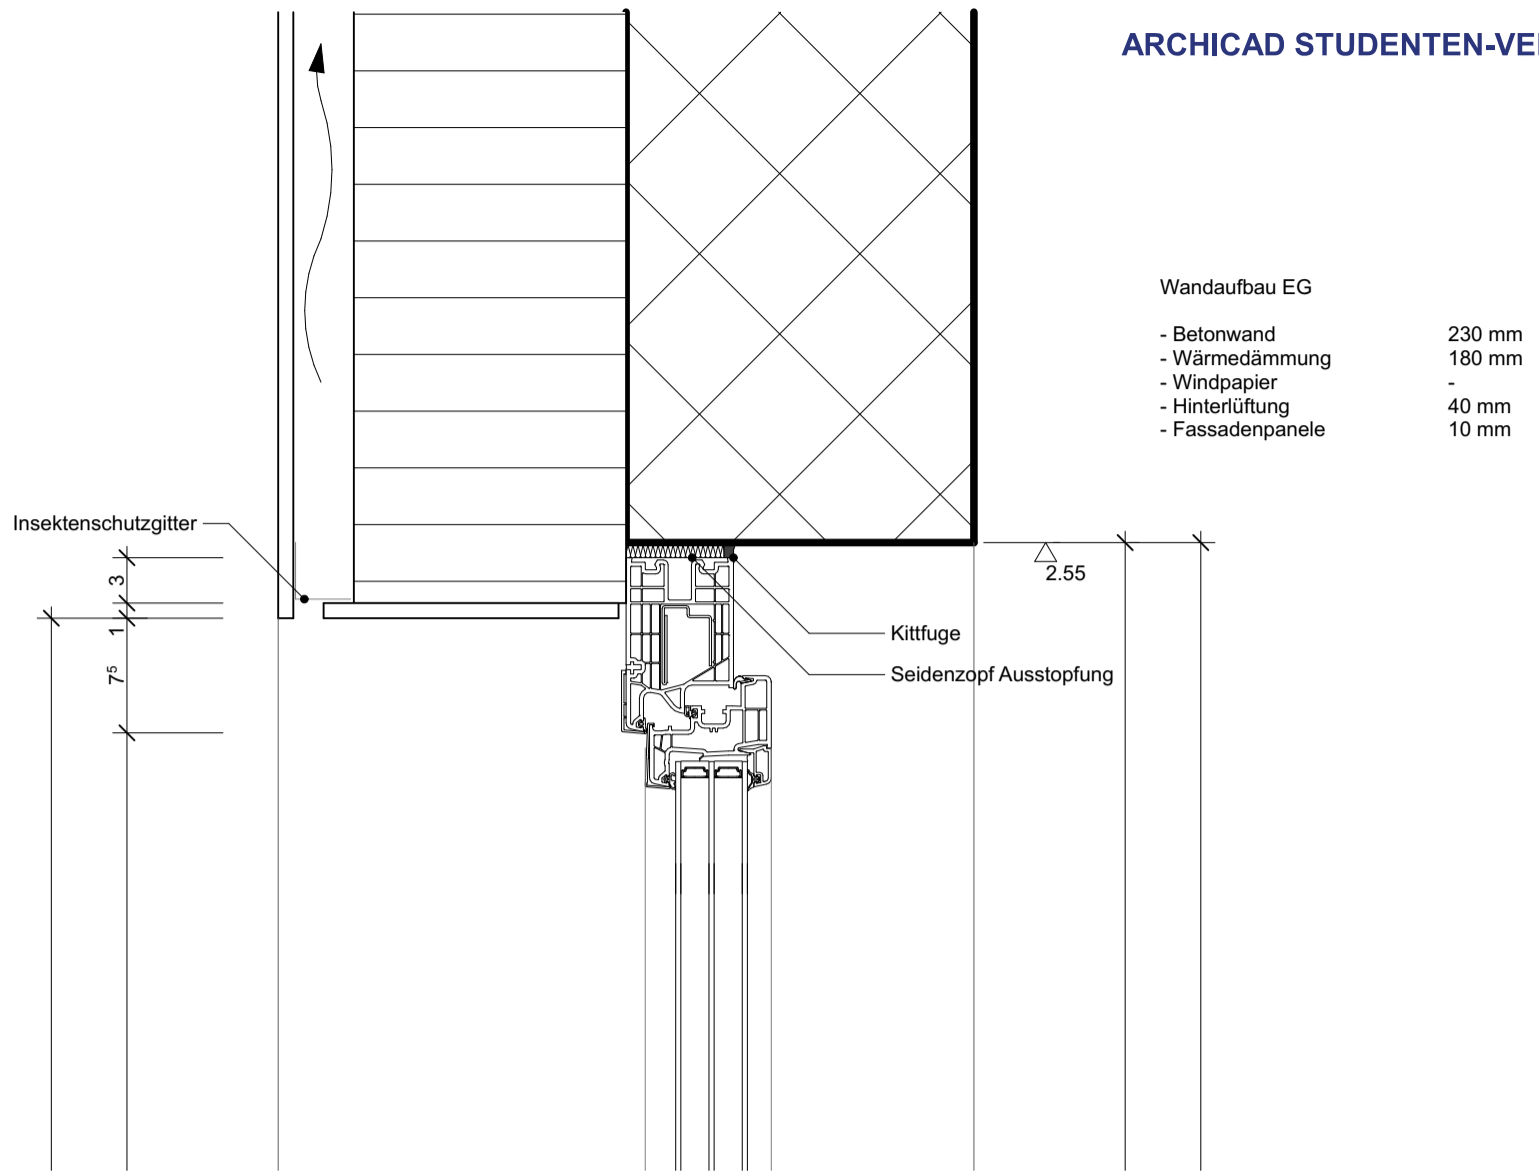 ARCHICAD STUDENTEN-VE
Wandaufbau EG
- Betonwand 230 mm
- Wärmedämmung 180 mm
- Windpapier -
- Hinterlüftung 40 mm
- Fassadenpanele 10 mm
Insektenschutzgitter
3
1
7⁵
2.55
Kittfuge
Seidenzopf Ausstopfung